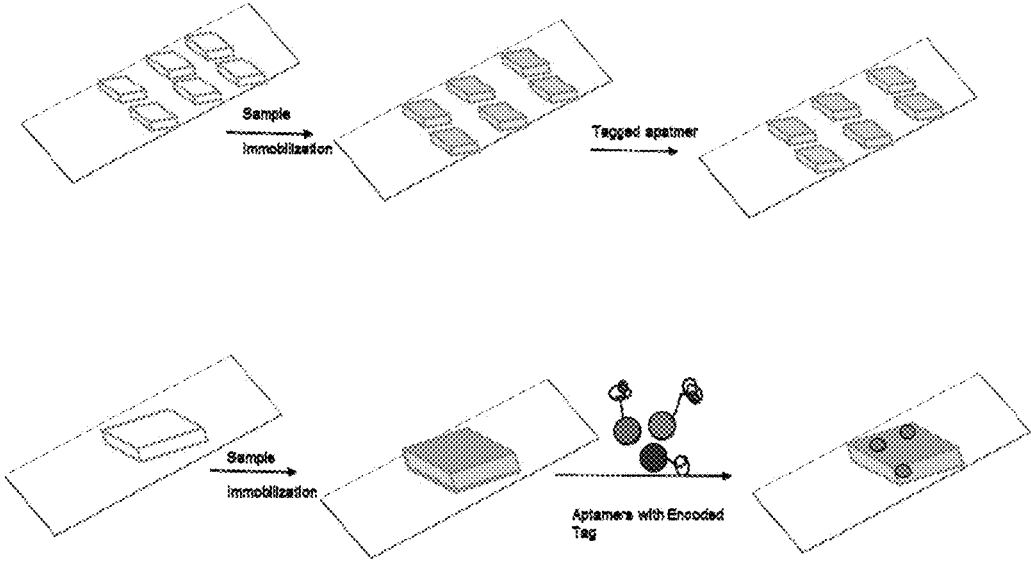 Sample
immobilization
Tagged apatmer
Sample
immobilization
Aptamers with Encoded
Tag